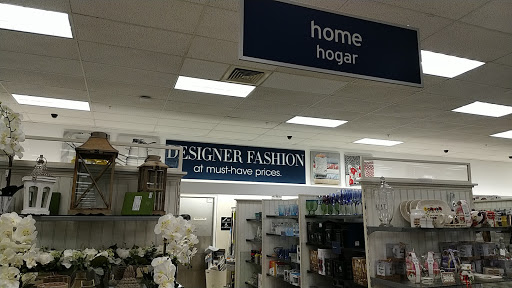 home
hogar
DESIGNER FASHION
at must-have prices.